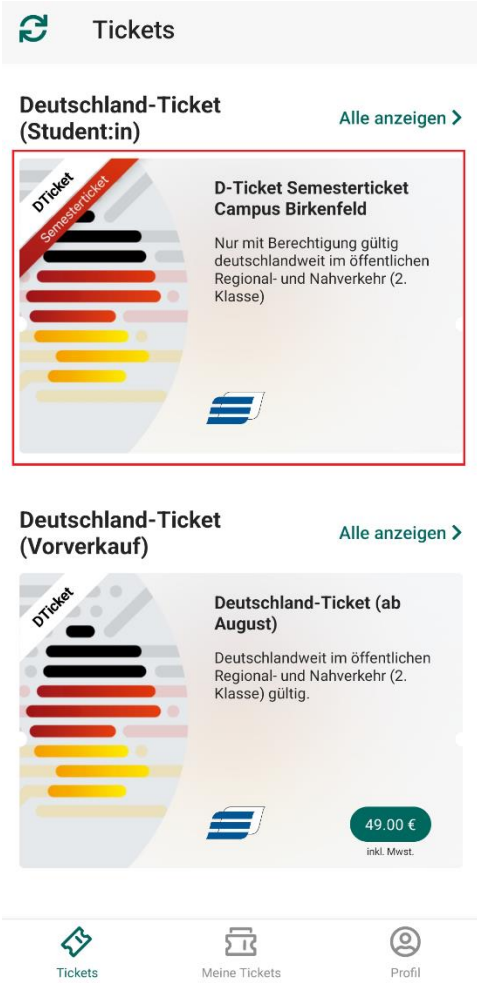 Tickets
Deutschland-Ticket
(Student:in)
Alle anzeigen
DTicket
Semesterticket
D-Ticket Semesterticket
Campus Birkenfeld
Nur mit Berechtigung gültig
deutschlandweit im öffentlichen
Regional- und Nahverkehr (2.
Klasse)
Deutschland-Ticket
(Vorverkauf)
Alle anzeigen
DTicket
Deutschland-Ticket (ab
August)
Deutschlandweit im öffentlichen
Regional- und Nahverkehr (2.
Klasse) gültig.
49.00 €
inkl. Mwst.
Tickets
Meine Tickets
Profil